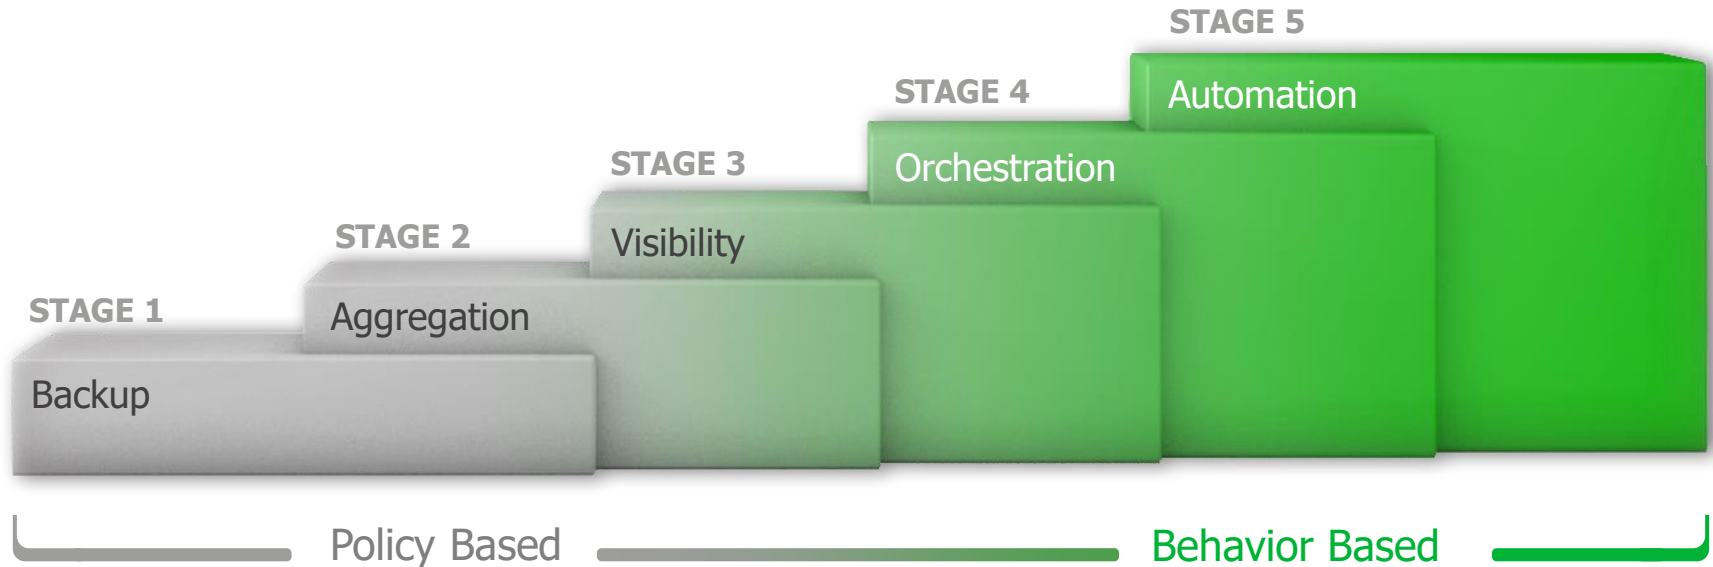 STAGE 1
Backup
STAGE 2
Aggregation
STAGE 3
Visibility
STAGE 4
Orchestration
STAGE 5
Automation
Policy Based
Behavior Based